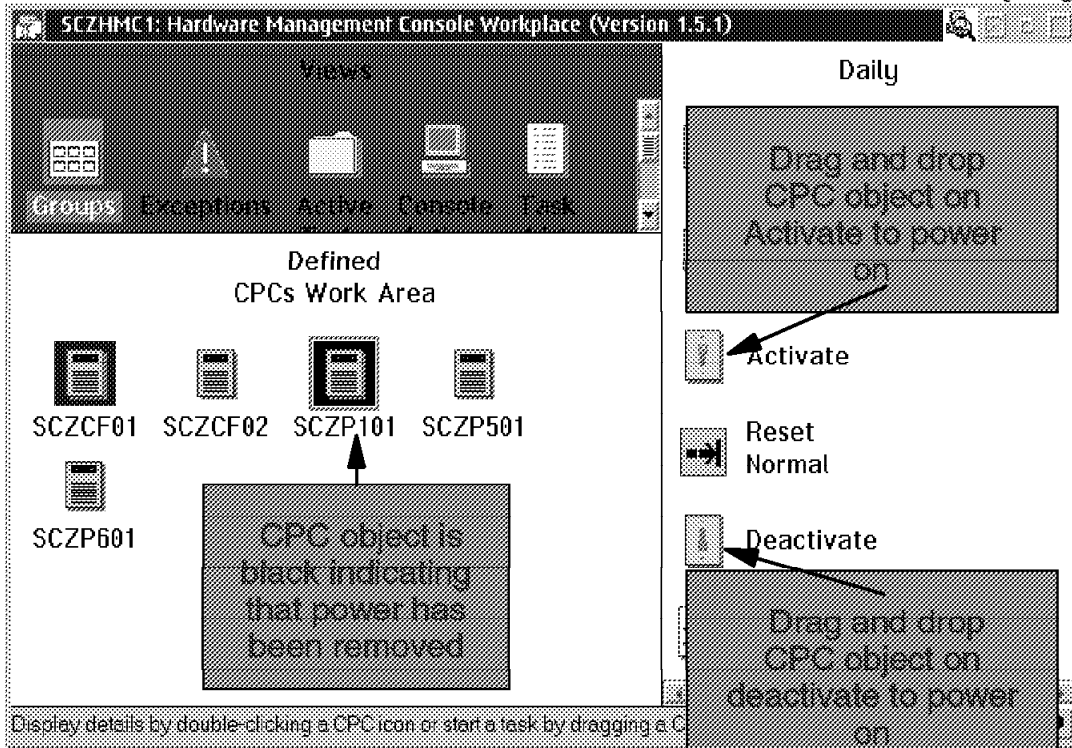 SCZHMC1: Hardware Management Console Workplace (Version 1.5.1)
Views
Groups
Exceptions
Active
Console
Task
Defined
CPCs Work Area
SCZCF01
SCZCF02
SCZP101
SCZP501
SCZP601
CPC object is
black indicating
that power has
been removed
Daily
Drag and drop
CPC object on
Activate to power
on
Activate
Reset
Normal
Deactivate
Drag and drop
CPC object on
deactivate to power
on
Display details by double-clicking a CPC icon or start a task by dragging a C